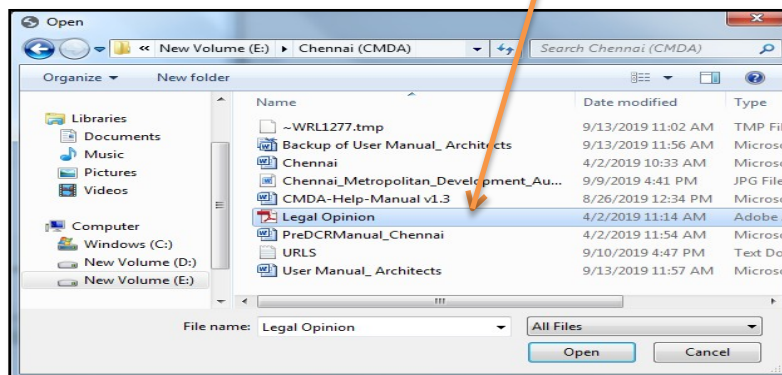 Open
« New Volume (E:) ▸ Chennai (CMDA)
Search Chennai (CMDA)
Organize
New folder
Libraries
Documents
Music
Pictures
Videos
Computer
Windows (C:)
New Volume (D:)
New Volume (E:)
Name Date modified Type
~WRL1277.tmp 9/13/2019 11:02 AM TMP Fil
Backup of User Manual_ Architects 9/13/2019 11:56 AM Microso
Chennai 4/2/2019 10:33 AM Microso
Chennai_Metropolitan_Development_Au... 9/9/2019 4:41 PM JPG File
CMDA-Help-Manual v1.3 8/26/2019 12:34 PM Microso
Legal Opinion 4/2/2019 11:14 AM Adobe
PreDCRManual_Chennai 4/2/2019 11:54 AM Microso
URLS 9/10/2019 4:47 PM Text Do
User Manual_ Architects 9/13/2019 11:57 AM Microso
File name: Legal Opinion
All Files
Open
Cancel